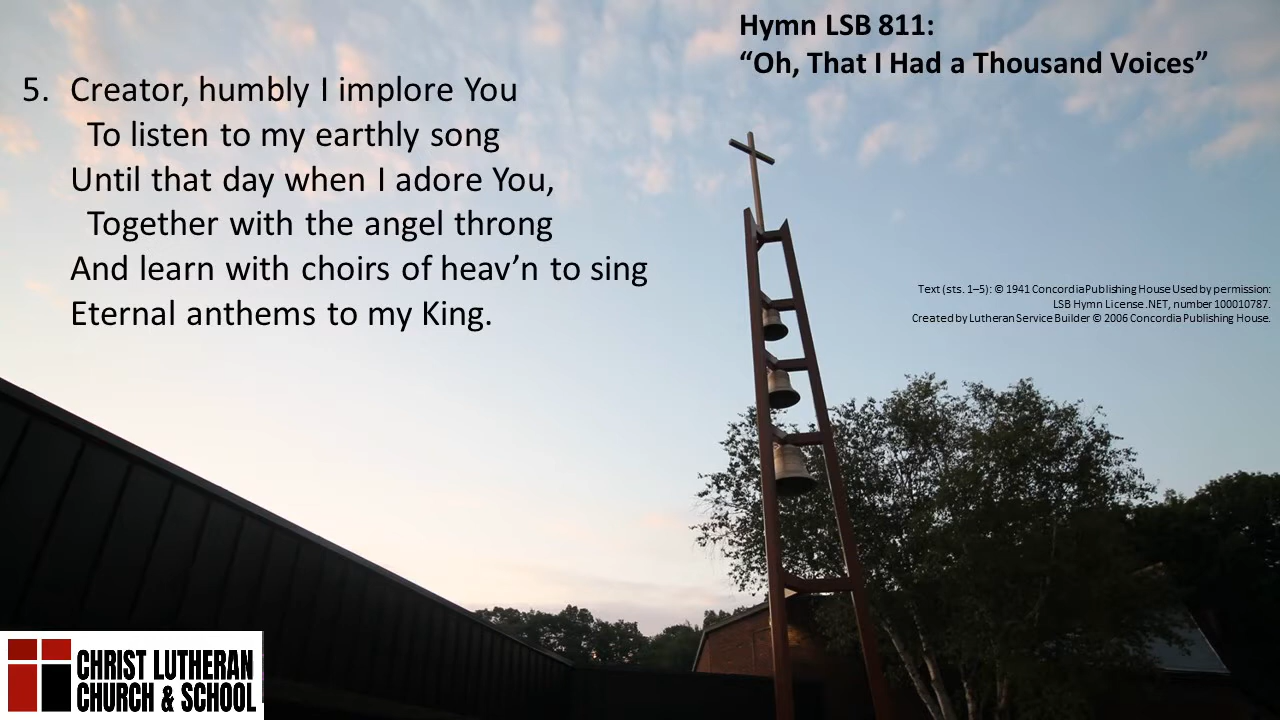 Hymn LSB 811:
“Oh, That I Had a Thousand Voices”
5. Creator, humbly I implore You
To listen to my earthly song
Until that day when I adore You,
Together with the angel throng
And learn with choirs of heav’n to sing
Eternal anthems to my King.
Text (sts. 1–5): © 1941 Concordia Publishing House Used by permission:
LSB Hymn License .NET, number 100010787.
Created by Lutheran Service Builder © 2006 Concordia Publishing House.
CHRIST LUTHERAN
CHURCH & SCHOOL